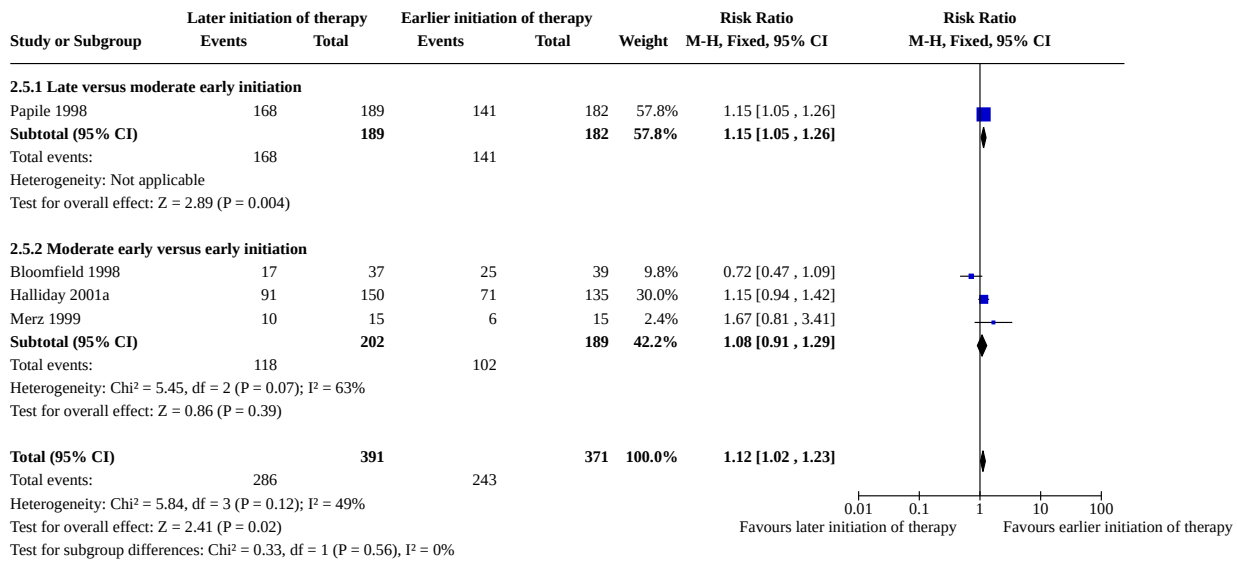 Later initiation of therapy Earlier initiation of therapy Risk Ratio Risk Ratio
Study or Subgroup Events Total Events Total Weight M-H, Fixed, 95% CI M-H, Fixed, 95% CI
2.5.1 Late versus moderate early initiation
Papile 1998 168 189 141 182 57.8% 1.15 [1.05 , 1.26]
Subtotal (95% CI) 189 182 57.8% 1.15 [1.05 , 1.26]
Total events: 168 141
Heterogeneity: Not applicable
Test for overall effect: Z = 2.89 (P = 0.004)
2.5.2 Moderate early versus early initiation
Bloomfield 1998 17 37 25 39 9.8% 0.72 [0.47 , 1.09]
Halliday 2001a 91 150 71 135 30.0% 1.15 [0.94 , 1.42]
Merz 1999 10 15 6 15 2.4% 1.67 [0.81 , 3.41]
Subtotal (95% CI) 202 189 42.2% 1.08 [0.91 , 1.29]
Total events: 118 102
Heterogeneity: Chi² = 5.45, df = 2 (P = 0.07); I² = 63%
Test for overall effect: Z = 0.86 (P = 0.39)
Total (95% CI) 391 371 100.0% 1.12 [1.02 , 1.23]
Total events: 286 243
Heterogeneity: Chi² = 5.84, df = 3 (P = 0.12); I² = 49%
Test for overall effect: Z = 2.41 (P = 0.02)
Test for subgroup differences: Chi² = 0.33, df = 1 (P = 0.56), I² = 0%
0.01 0.1 1 10 100
Favours later initiation of therapy Favours earlier initiation of therapy